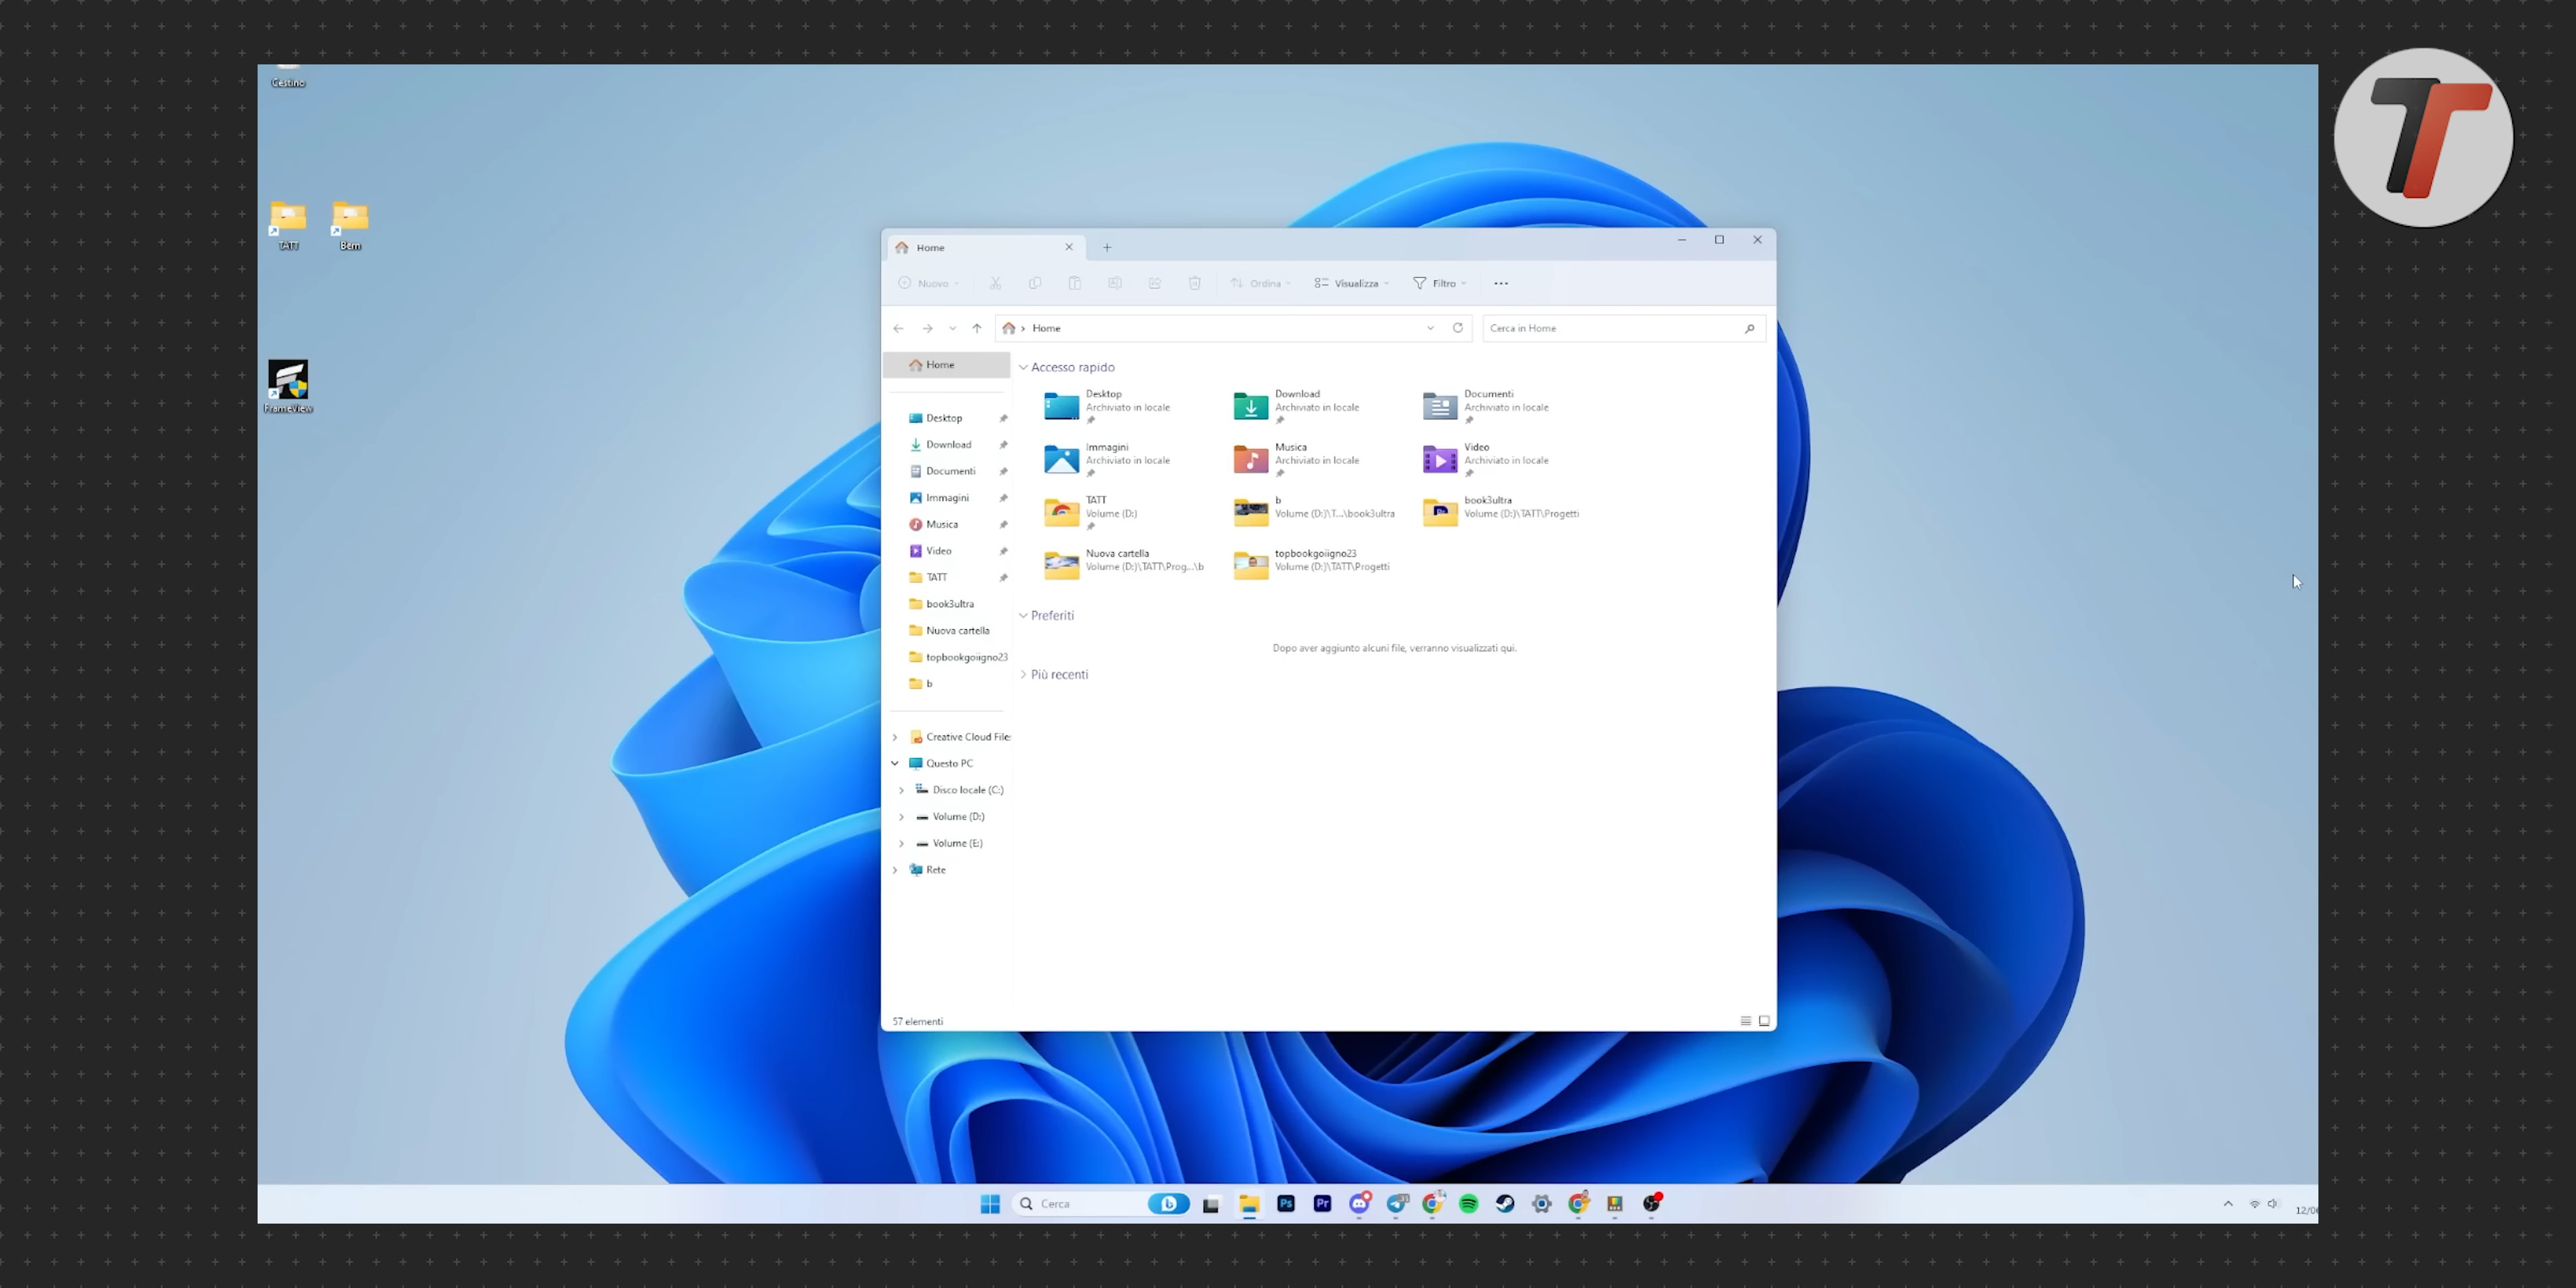 Cestino
TATT
Bem
FrameView
Home
Nuovo
Ordina
Visualizza
Filtro
Home
Cerca in Home
Home
Desktop
Download
Documenti
Immagini
Musica
Video
TATT
book3ultra
Nuova cartella
topbookgoiigno23
b
Creative Cloud Files
Questo PC
Disco locale (C:)
Volume (D:)
Volume (E:)
Rete
Accesso rapido
Desktop
Archiviato in locale
Download
Archiviato in locale
Documenti
Archiviato in locale
Immagini
Archiviato in locale
Musica
Archiviato in locale
Video
Archiviato in locale
TATT
Volume (D:)
b
Volume (D:)\T...\book3ultra
book3ultra
Volume (D:)\TATT\Progetti
Nuova cartella
Volume (D:)\TATT\Prog...\b
topbookgoiigno23
Volume (D:)\TATT\Progetti
Preferiti
Dopo aver aggiunto alcuni file, verranno visualizzati qui.
Più recenti
57 elementi
Cerca
Ps
Pr